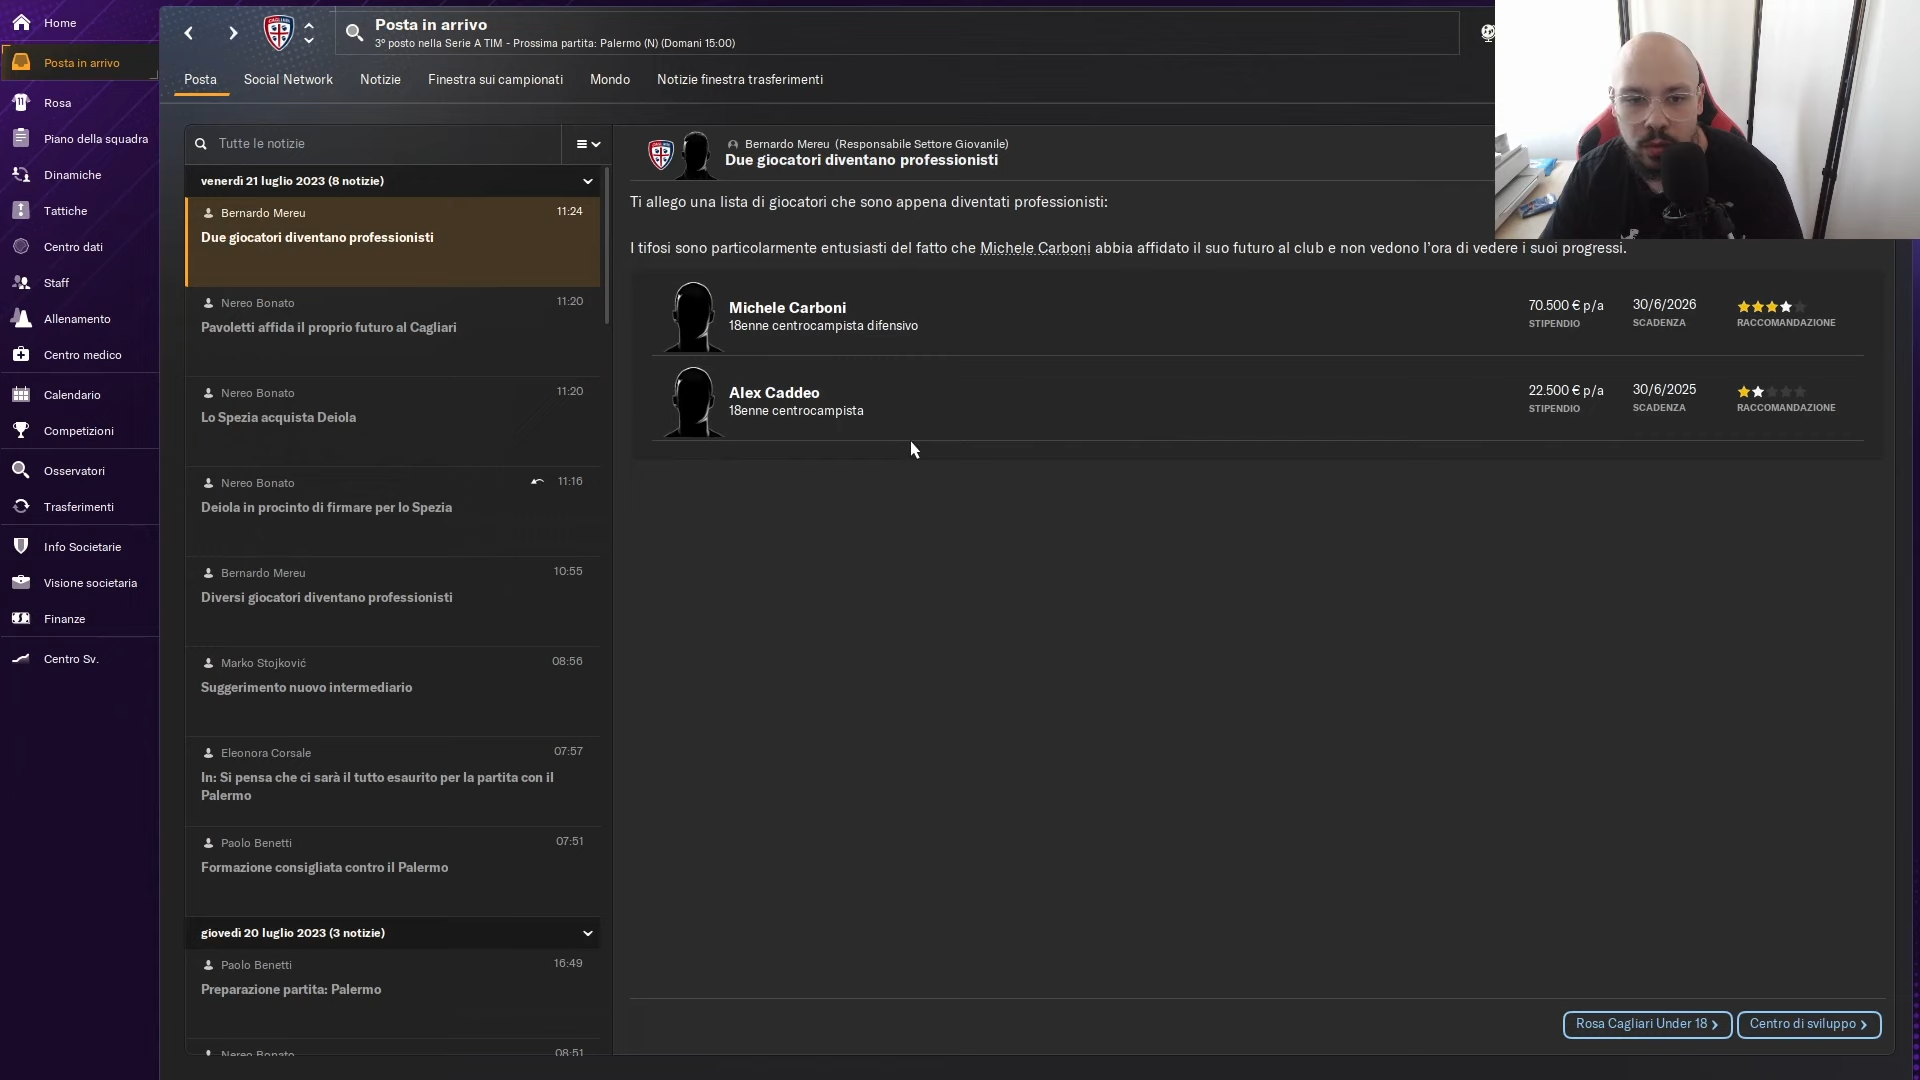 Home
Posta in arrivo
Rosa
Piano della squadra
Dinamiche
Tattiche
Centro dati
Staff
Allenamento
Centro medico
Calendario
Competizioni
Osservatori
Trasferimenti
Info Societarie
Visione societaria
Finanze
Centro Sv.
Posta in arrivo
3º posto nella Serie A TIM - Prossima partita: Palermo (N) (Domani 15:00)
Posta
Social Network
Notizie
Finestra sui campionati
Mondo
Notizie finestra trasferimenti
Tutte le notizie
venerdì 21 luglio 2023 (8 notizie)
Bernardo Mereu 11:24
Due giocatori diventano professionisti
Nereo Bonato 11:20
Pavoletti affida il proprio futuro al Cagliari
Nereo Bonato 11:20
Lo Spezia acquista Deiola
Nereo Bonato 11:16
Deiola in procinto di firmare per lo Spezia
Bernardo Mereu 10:55
Diversi giocatori diventano professionisti
Marko Stojković 08:56
Suggerimento nuovo intermediario
Eleonora Corsale 07:57
In: Si pensa che ci sarà il tutto esaurito per la partita con il
Palermo
Paolo Benetti 07:51
Formazione consigliata contro il Palermo
giovedì 20 luglio 2023 (3 notizie)
Paolo Benetti 16:49
Preparazione partita: Palermo
Nereo Bonato 08:51
Bernardo Mereu (Responsabile Settore Giovanile)
Due giocatori diventano professionisti
Ti allego una lista di giocatori che sono appena diventati professionisti:
I tifosi sono particolarmente entusiasti del fatto che Michele Carboni abbia affidato il suo futuro al club e non vedono l'ora di vedere i suoi progressi.
Michele Carboni 70.500 € p/a 30/6/2026
18enne centrocampista difensivo STIPENDIO SCADENZA RACCOMANDAZIONE
Alex Caddeo 22.500 € p/a 30/6/2025
18enne centrocampista STIPENDIO SCADENZA RACCOMANDAZIONE
Rosa Cagliari Under 18
Centro di sviluppo